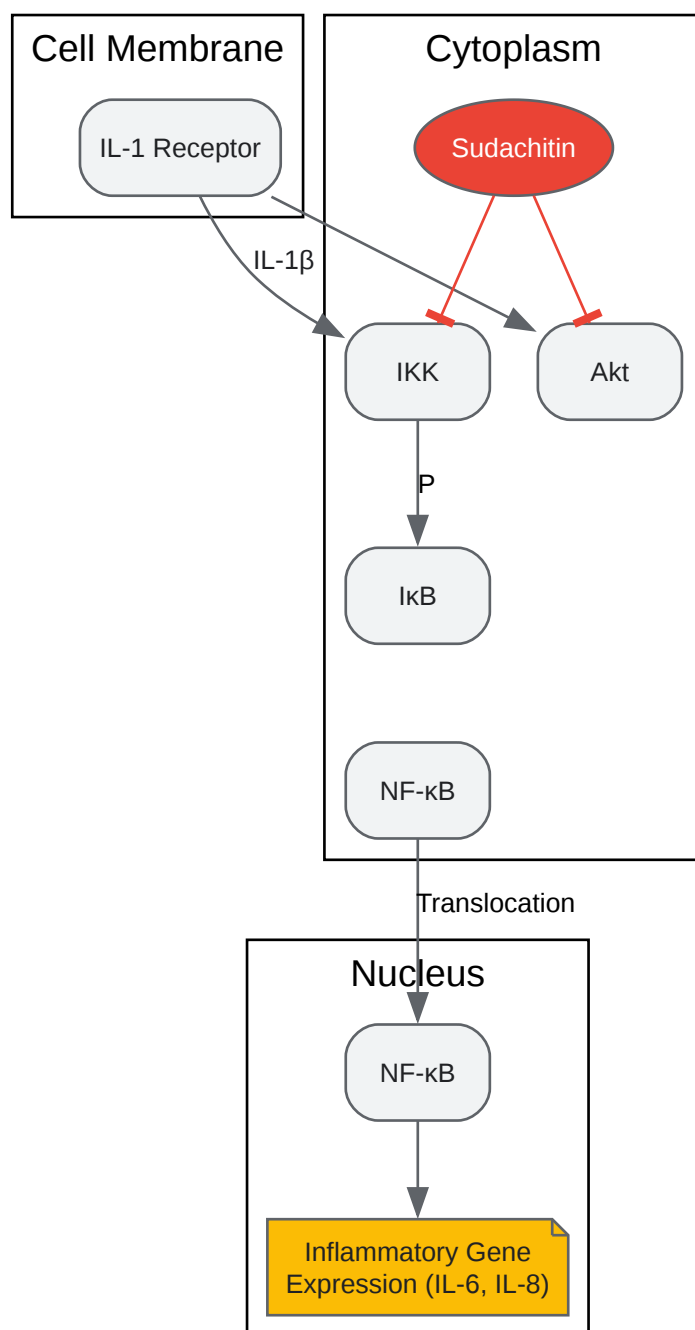 Cell Membrane
Cytoplasm
IL-1 Receptor
Sudachitin
IL-1β
IKK
Akt
P
IκB
NF-κB
Translocation
Nucleus
NF-κB
Inflammatory Gene
Expression (IL-6, IL-8)